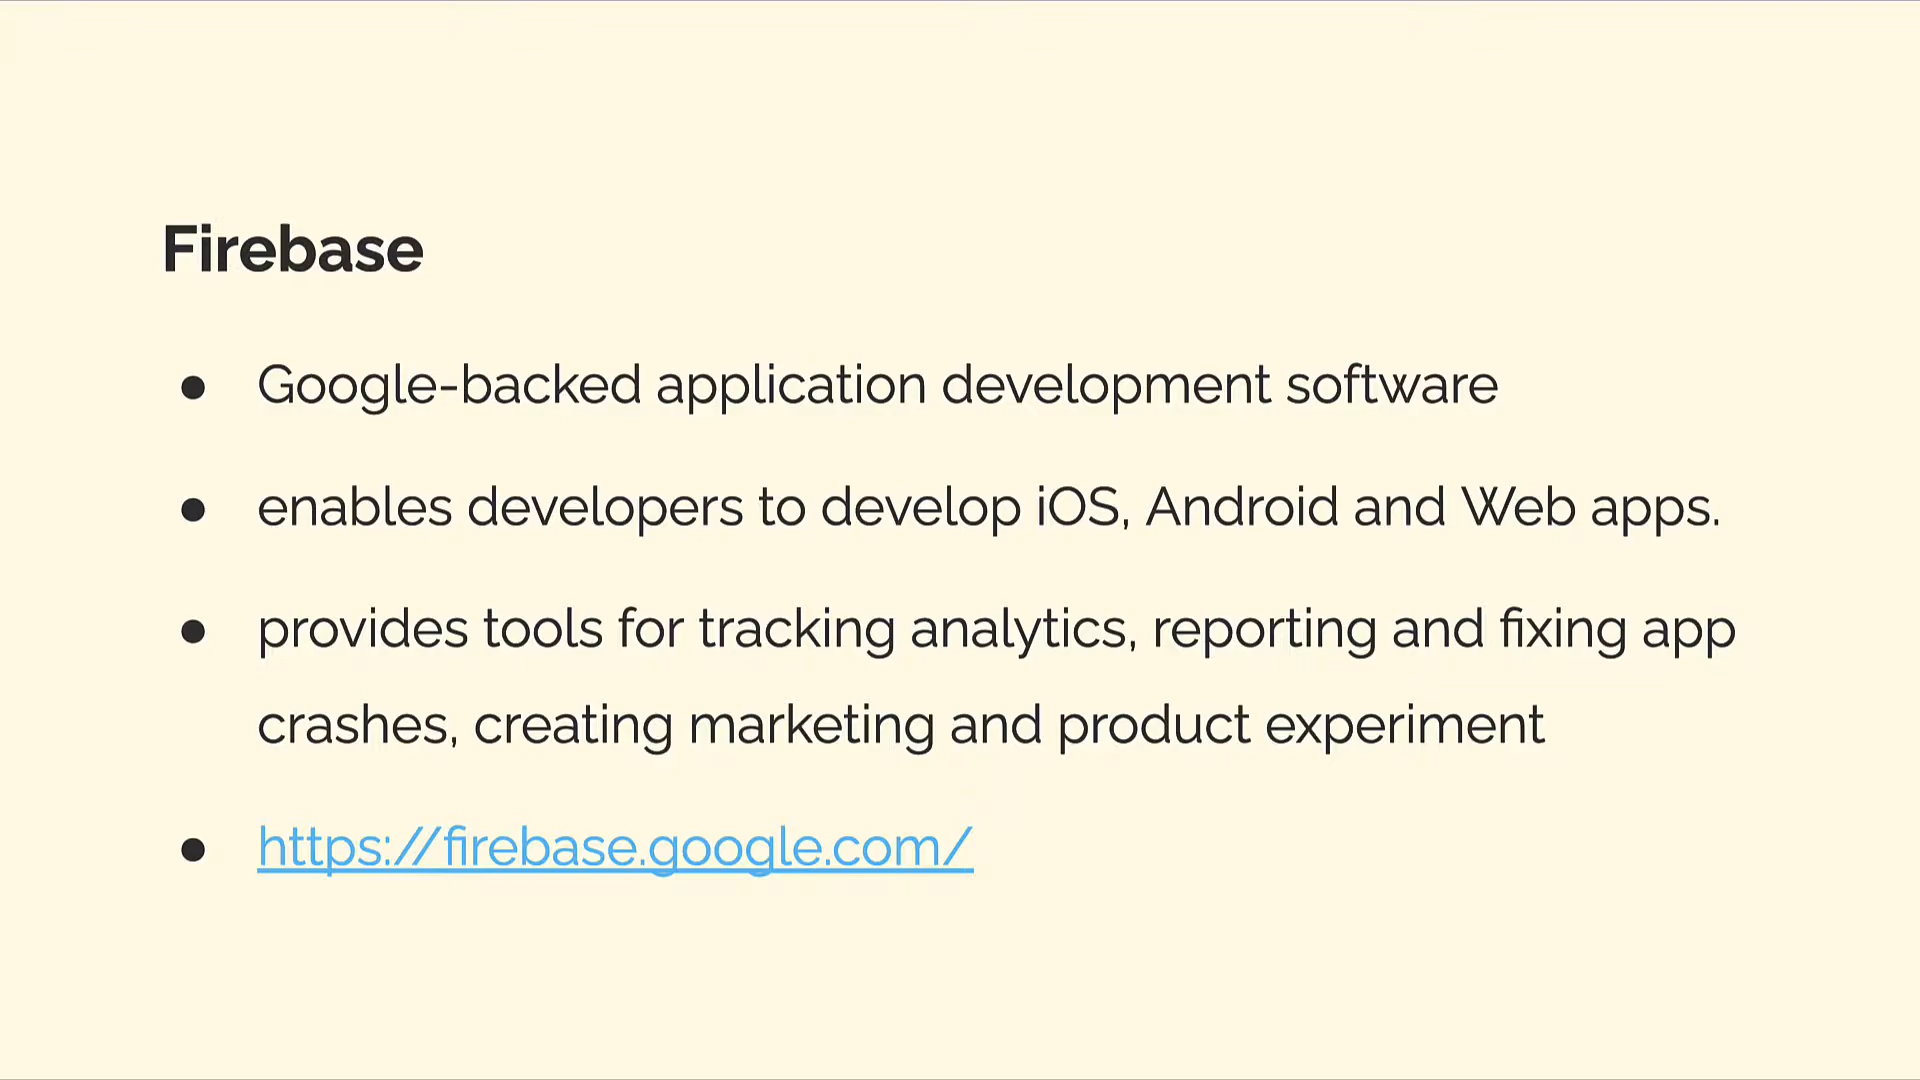 Firebase
● Google-backed application development software
● enables developers to develop iOS, Android and Web apps.
● provides tools for tracking analytics, reporting and fixing app
crashes, creating marketing and product experiment
● https://firebase.google.com/